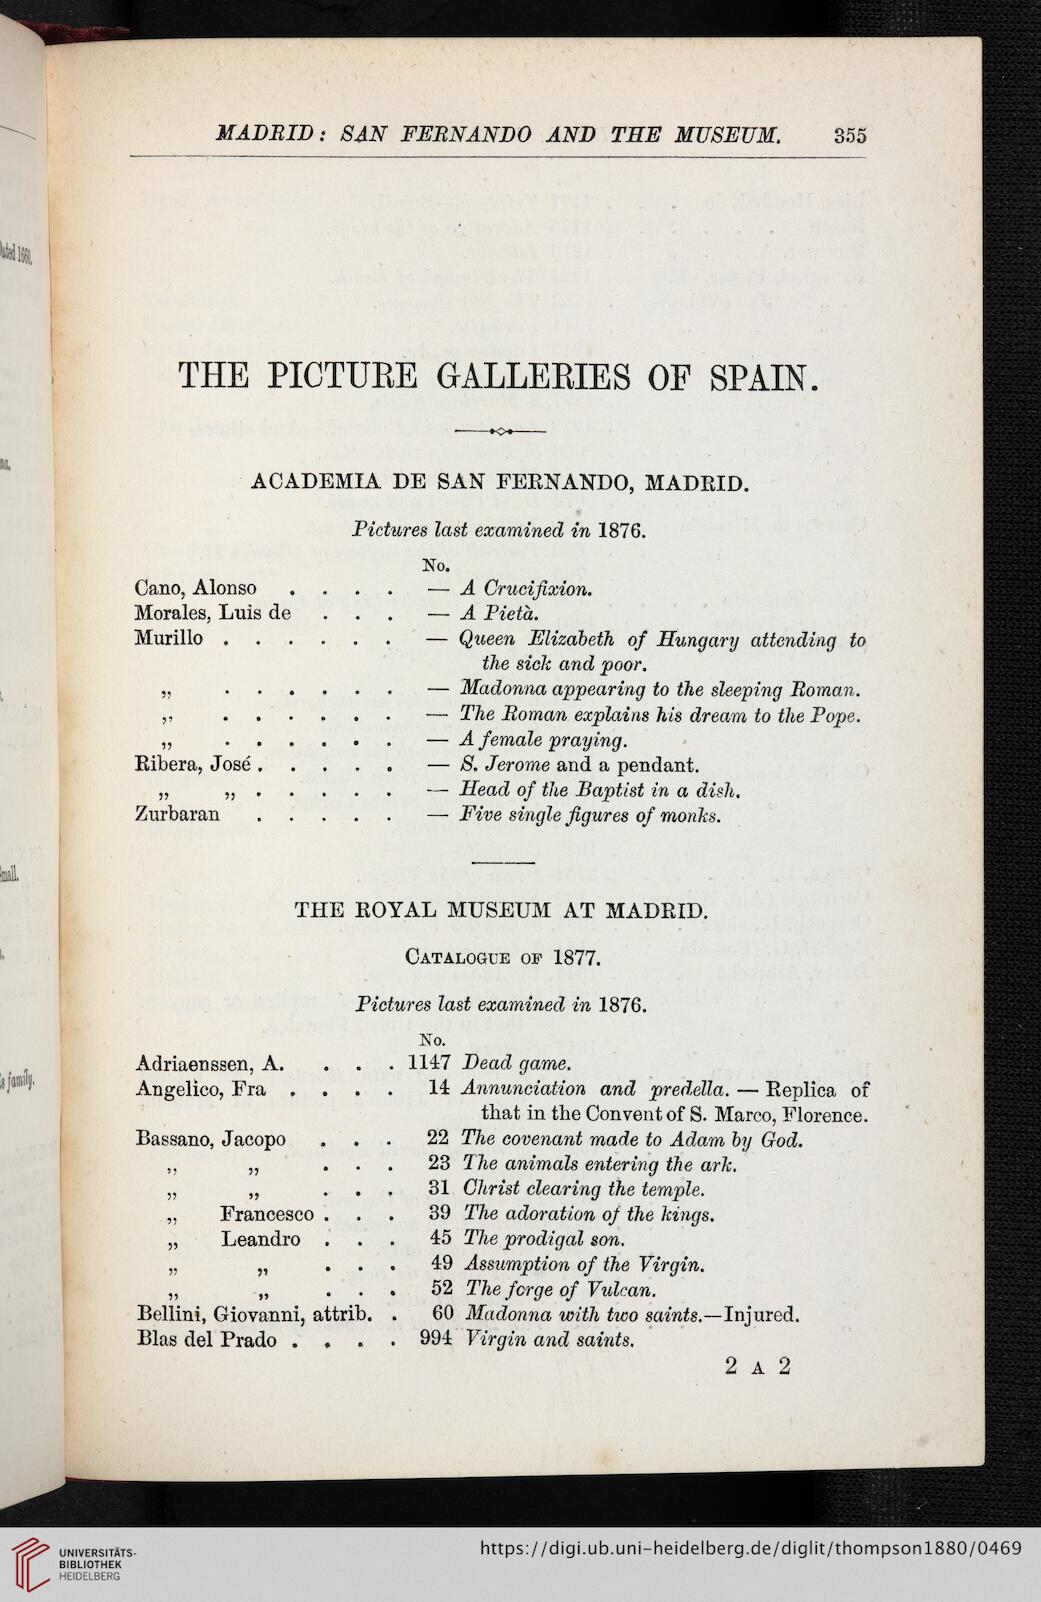 MADRID: SAN FERNANDO AND THE MUSEUM. 355
THE PICTURE GALLERIES OF SPAIN.
ACADEMIA DE SAN FERNANDO, MADRID.
Pictures last examined in 1876.
No.
Cano, Alonso . . . . — A Crucifixion.
Morales, Luis de . . . — A Pietà.
Murillo . . . . . . — Queen Elizabeth of Hungary attending to
the sick and poor.
„ . . . . . . — Madonna appearing to the sleeping Roman.
„ . . . . . . — The Roman explains his dream to the Pope.
„ . . . . . . — A female praying.
Ribera, José . . . . . — S. Jerome and a pendant.
„ „ . . . . . — Head of the Baptist in a dish.
Zurbaran . . . . . — Five single figures of monks.
THE ROYAL MUSEUM AT MADRID.
CATALOGUE OF 1877.
Pictures last examined in 1876.
No.
Adriaenssen, A. . . . 1147 Dead game.
Angelico, Fra . . . . 14 Annunciation and predella. — Replica of
that in the Convent of S. Marco, Florence.
Bassano, Jacopo . . . 22 The covenant made to Adam by God.
„ „ . . . 23 The animals entering the ark.
„ „ . . . 31 Christ clearing the temple.
„ Francesco . . . 39 The adoration of the kings.
„ Leandro . . . 45 The prodigal son.
„ „ . . . 49 Assumption of the Virgin.
„ „ . . . 52 The forge of Vulcan.
Bellini, Giovanni, attrib. . 60 Madonna with two saints.—Injured.
Blas del Prado . . . . 994 Virgin and saints.
2 A 2
UNIVERSITÄTS-
BIBLIOTHEK
HEIDELBERG
https://digi.ub.uni-heidelberg.de/diglit/thompson1880/0469